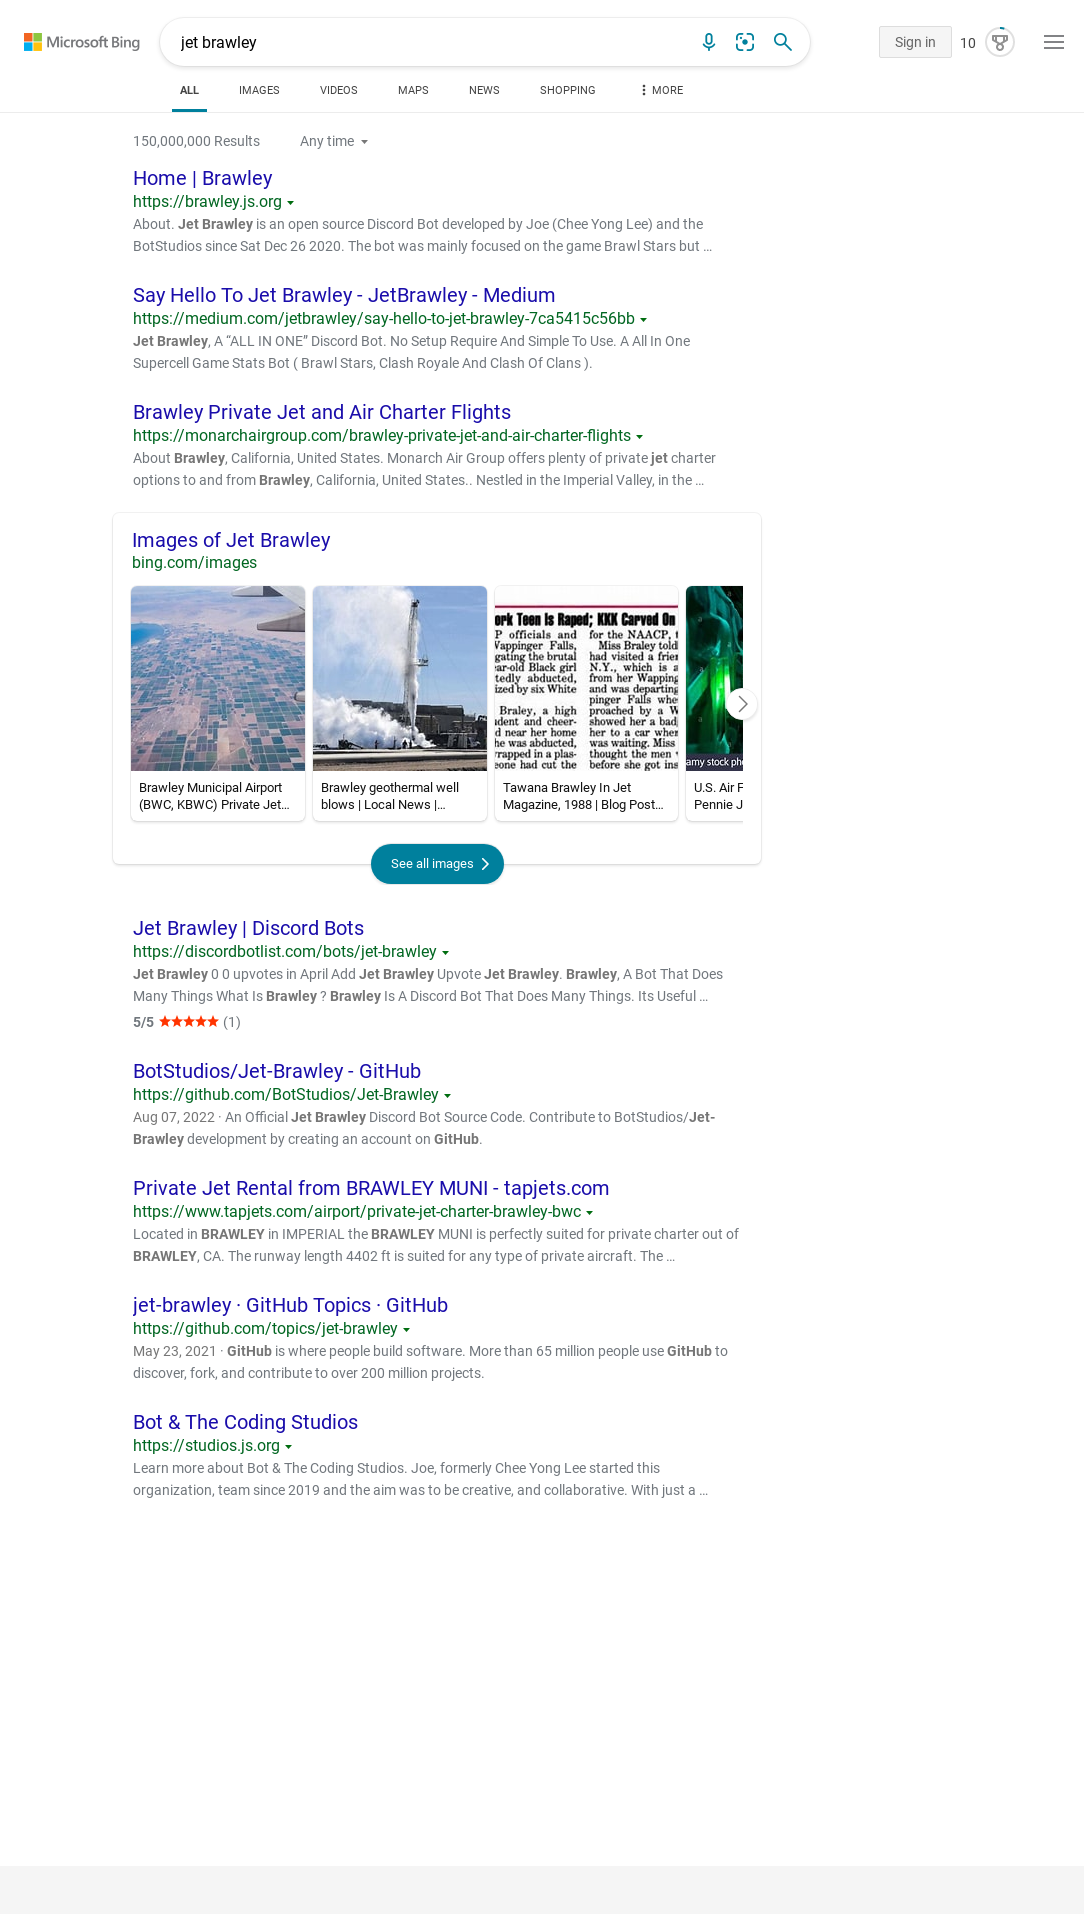 Microsoft Bing
jet brawley
Sign in
10
ALL
IMAGES
VIDEOS
MAPS
NEWS
SHOPPING
MORE
150,000,000 Results
Any time
Home | Brawley
https://brawley.js.org
About. Jet Brawley is an open source Discord Bot developed by Joe (Chee Yong Lee) and the
BotStudios since Sat Dec 26 2020. The bot was mainly focused on the game Brawl Stars but …
Say Hello To Jet Brawley - JetBrawley - Medium
https://medium.com/jetbrawley/say-hello-to-jet-brawley-7ca5415c56bb
Jet Brawley, A “ALL IN ONE” Discord Bot. No Setup Require And Simple To Use. A All In One
Supercell Game Stats Bot ( Brawl Stars, Clash Royale And Clash Of Clans ).
Brawley Private Jet and Air Charter Flights
https://monarchairgroup.com/brawley-private-jet-and-air-charter-flights
About Brawley, California, United States. Monarch Air Group offers plenty of private jet charter
options to and from Brawley, California, United States.. Nestled in the Imperial Valley, in the …
Images of Jet Brawley
bing.com/images
ork Teen Is Raped; KKK Carved On
P officials and
Wappinger Falls,
gating the brutal
ear-old Black girl
tedly abducted,
ized by six White
Braley, a high
udent and cheer-
d near her home
he was abducted,
wrapped in a plas-
eone had cut the
for the NAACP, t
Miss Braley told
had visited a frier
N.Y., which is a
from her Wapping
and was departing
pinger Falls whe
proached by a W
showed her a bad
her to a car wher
was waiting. Miss
thought the men
before she got ins
amy stock pho
Brawley Municipal Airport
(BWC, KBWC) Private Jet…
Brawley geothermal well
blows | Local News |…
Tawana Brawley In Jet
Magazine, 1988 | Blog Post…
U.S. Air F
Pennie J
See all images
Jet Brawley | Discord Bots
https://discordbotlist.com/bots/jet-brawley
Jet Brawley 0 0 upvotes in April Add Jet Brawley Upvote Jet Brawley. Brawley, A Bot That Does
Many Things What Is Brawley ? Brawley Is A Discord Bot That Does Many Things. Its Useful …
5/5 ★★★★★ (1)
BotStudios/Jet-Brawley - GitHub
https://github.com/BotStudios/Jet-Brawley
Aug 07, 2022 · An Official Jet Brawley Discord Bot Source Code. Contribute to BotStudios/Jet-
Brawley development by creating an account on GitHub.
Private Jet Rental from BRAWLEY MUNI - tapjets.com
https://www.tapjets.com/airport/private-jet-charter-brawley-bwc
Located in BRAWLEY in IMPERIAL the BRAWLEY MUNI is perfectly suited for private charter out of
BRAWLEY, CA. The runway length 4402 ft is suited for any type of private aircraft. The …
jet-brawley · GitHub Topics · GitHub
https://github.com/topics/jet-brawley
May 23, 2021 · GitHub is where people build software. More than 65 million people use GitHub to
discover, fork, and contribute to over 200 million projects.
Bot & The Coding Studios
https://studios.js.org
Learn more about Bot & The Coding Studios. Joe, formerly Chee Yong Lee started this
organization, team since 2019 and the aim was to be creative, and collaborative. With just a …